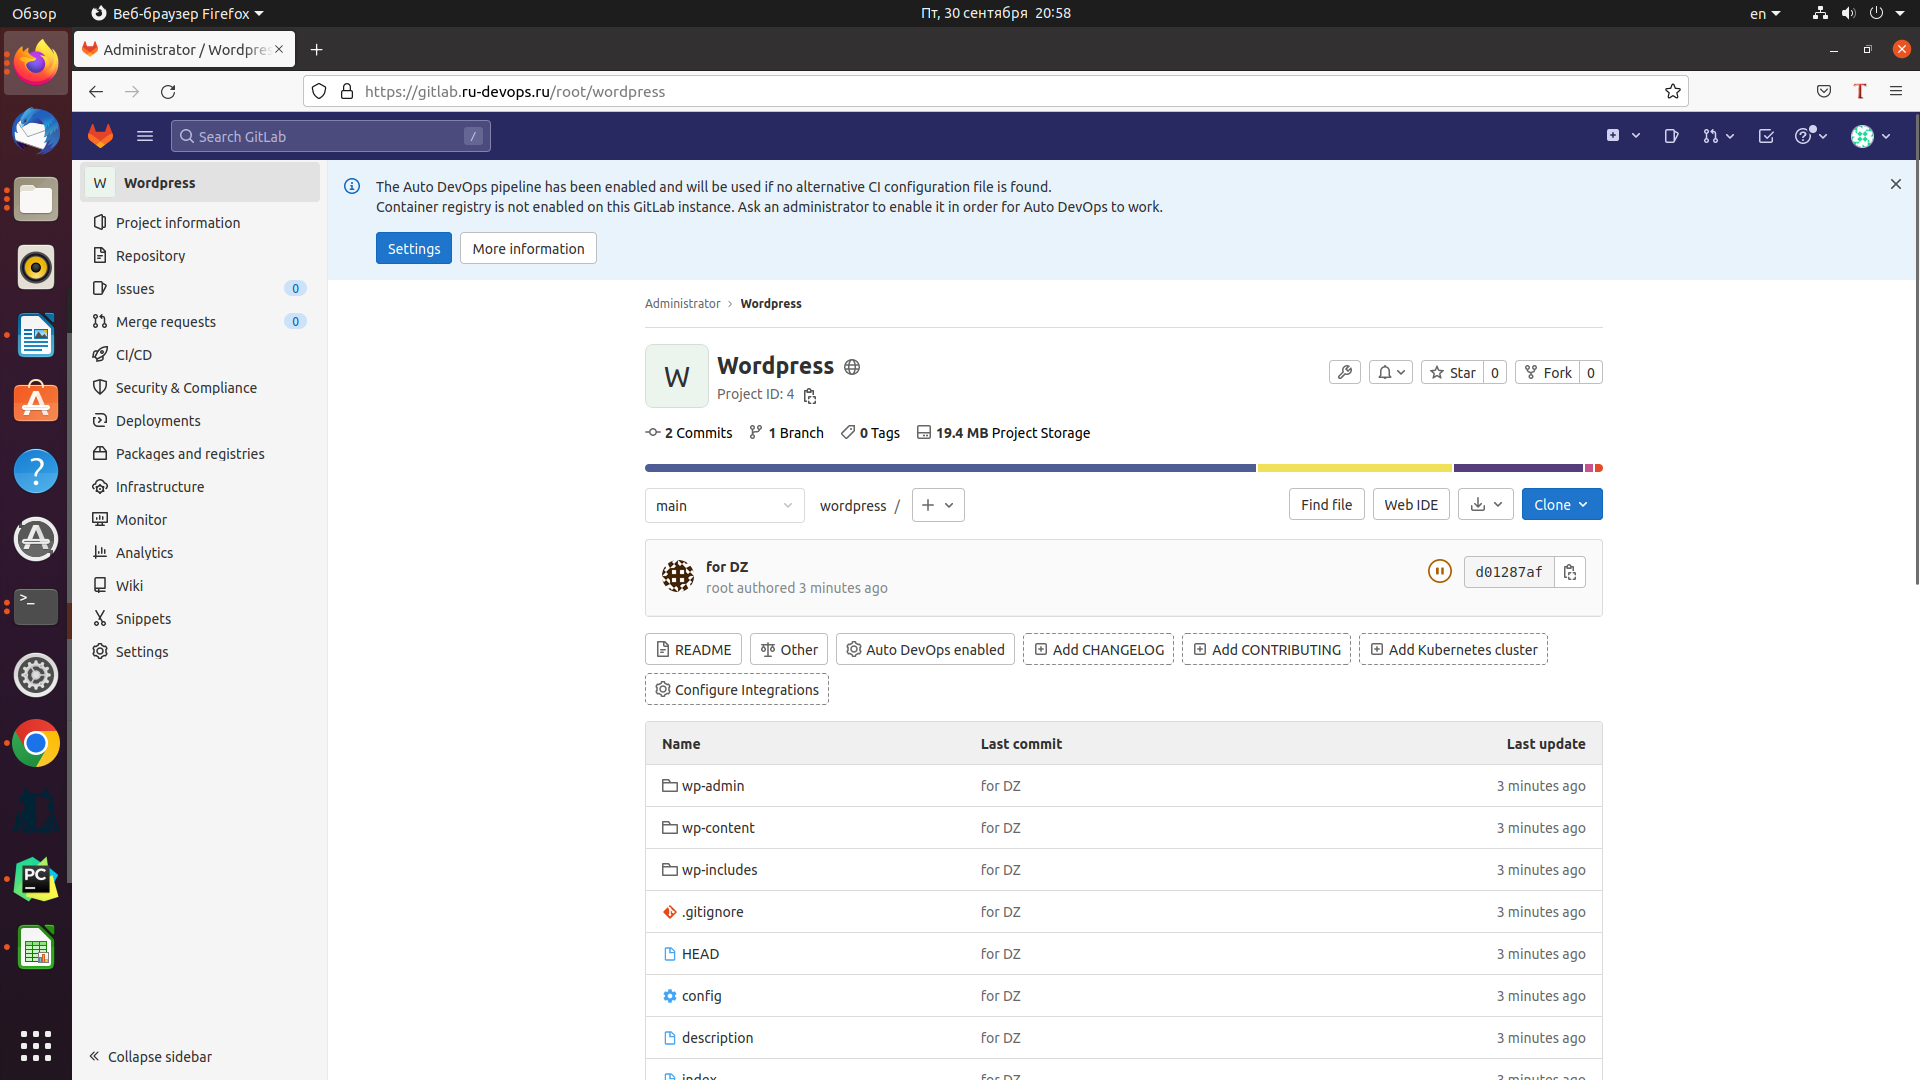 Обзор
Веб-браузер Firefox
Пт, 30 сентября 20:58
en
Administrator / Wordpres
https://gitlab.ru-devops.ru/root/wordpress
T
Search GitLab
/
W Wordpress
Project information
Repository
Issues 0
Merge requests 0
CI/CD
Security & Compliance
Deployments
Packages and registries
Infrastructure
Monitor
Analytics
Wiki
Snippets
Settings
Collapse sidebar
The Auto DevOps pipeline has been enabled and will be used if no alternative CI configuration file is found.
Container registry is not enabled on this GitLab instance. Ask an administrator to enable it in order for Auto DevOps to work.
Settings More information
Administrator › Wordpress
W
Wordpress
Project ID: 4
Star 0 Fork 0
2 Commits 1 Branch 0 Tags 19.4 MB Project Storage
main wordpress / +
Find file Web IDE Clone
for DZ
root authored 3 minutes ago
d01287af
README Other Auto DevOps enabled Add CHANGELOG Add CONTRIBUTING Add Kubernetes cluster
Configure Integrations
Name Last commit Last update
wp-admin for DZ 3 minutes ago
wp-content for DZ 3 minutes ago
wp-includes for DZ 3 minutes ago
.gitignore for DZ 3 minutes ago
HEAD for DZ 3 minutes ago
config for DZ 3 minutes ago
description for DZ 3 minutes ago
index for DZ 3 minutes ago
PC